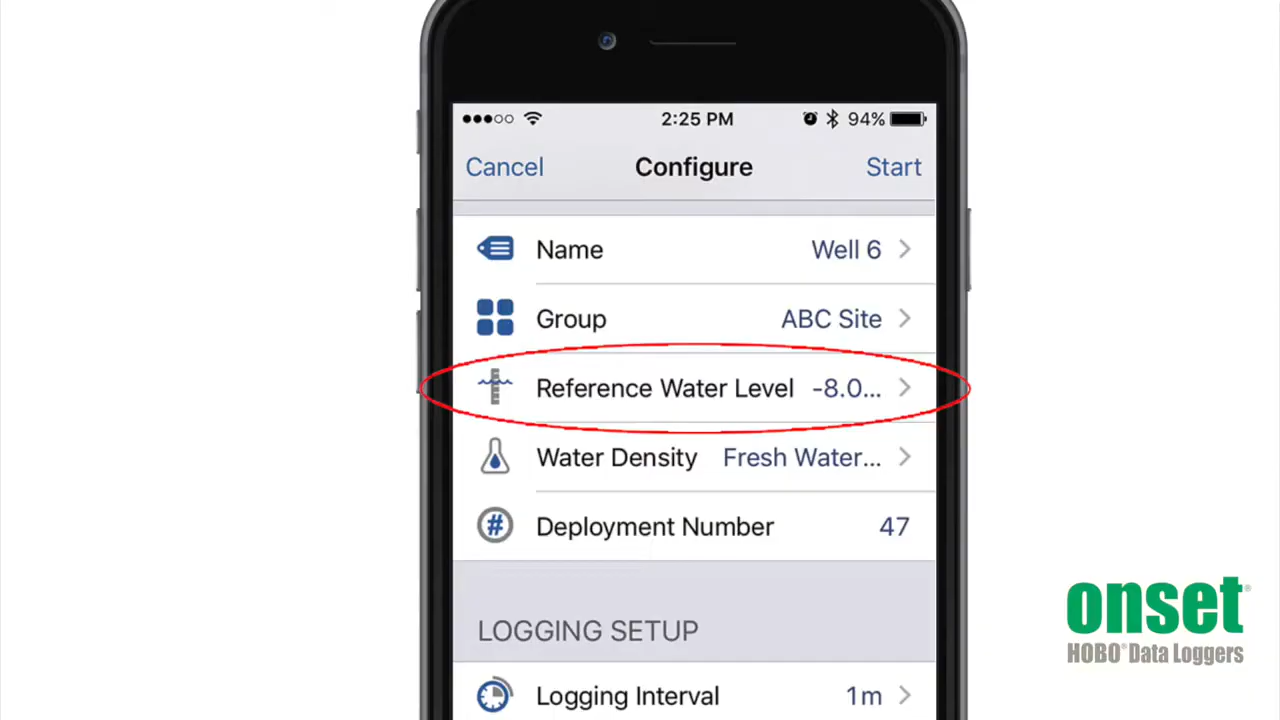 2:25 PM 94%
Cancel Configure Start
Name Well 6
Group ABC Site
Reference Water Level -8.0...
Water Density Fresh Water...
# Deployment Number 47
LOGGING SETUP
Logging Interval 1m
onset®
HOBO® Data Loggers